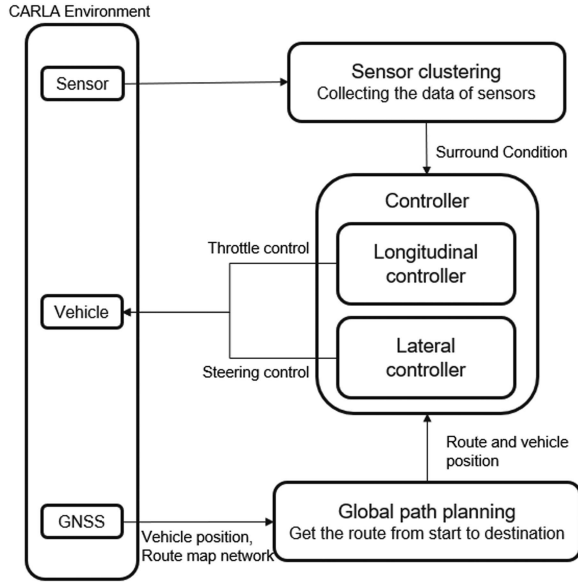 CARLA Environment
Sensor
Sensor clustering
Collecting the data of sensors
Surround Condition
Controller
Throttle control
Longitudinal
controller
Vehicle
Lateral
controller
Steering control
Route and vehicle
position
GNSS
Vehicle position,
Route map network
Global path planning
Get the route from start to destination